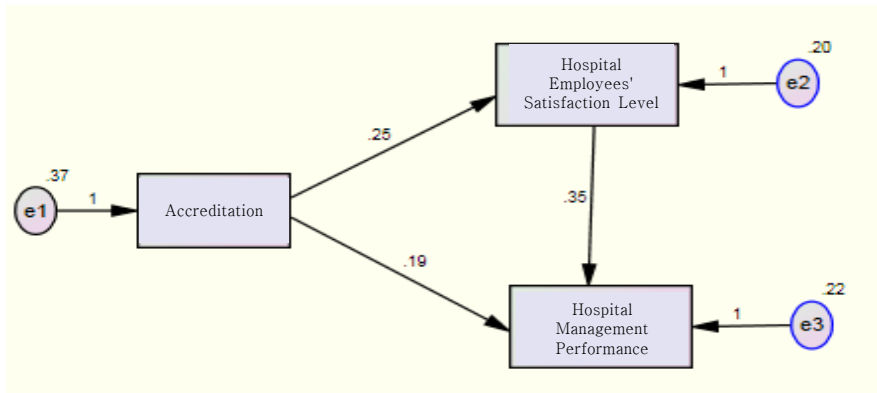 .20
Hospital
Employees'
Satisfaction Level
1
e2
.25
.37
1
e1
Accreditation
.35
.19
.22
Hospital
Management
Performance
1
e3